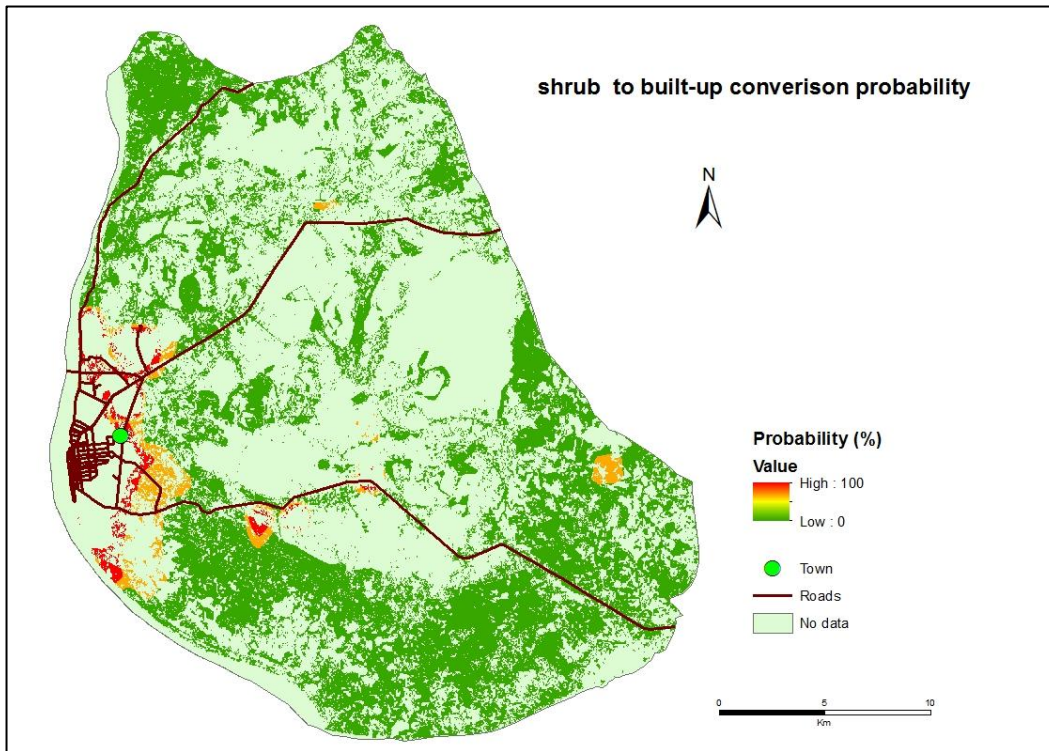 shrub  to built-up converison probability
N
Probability (%)
Value
High : 100
Low : 0
Town
Roads
No data
0 5 10
Km